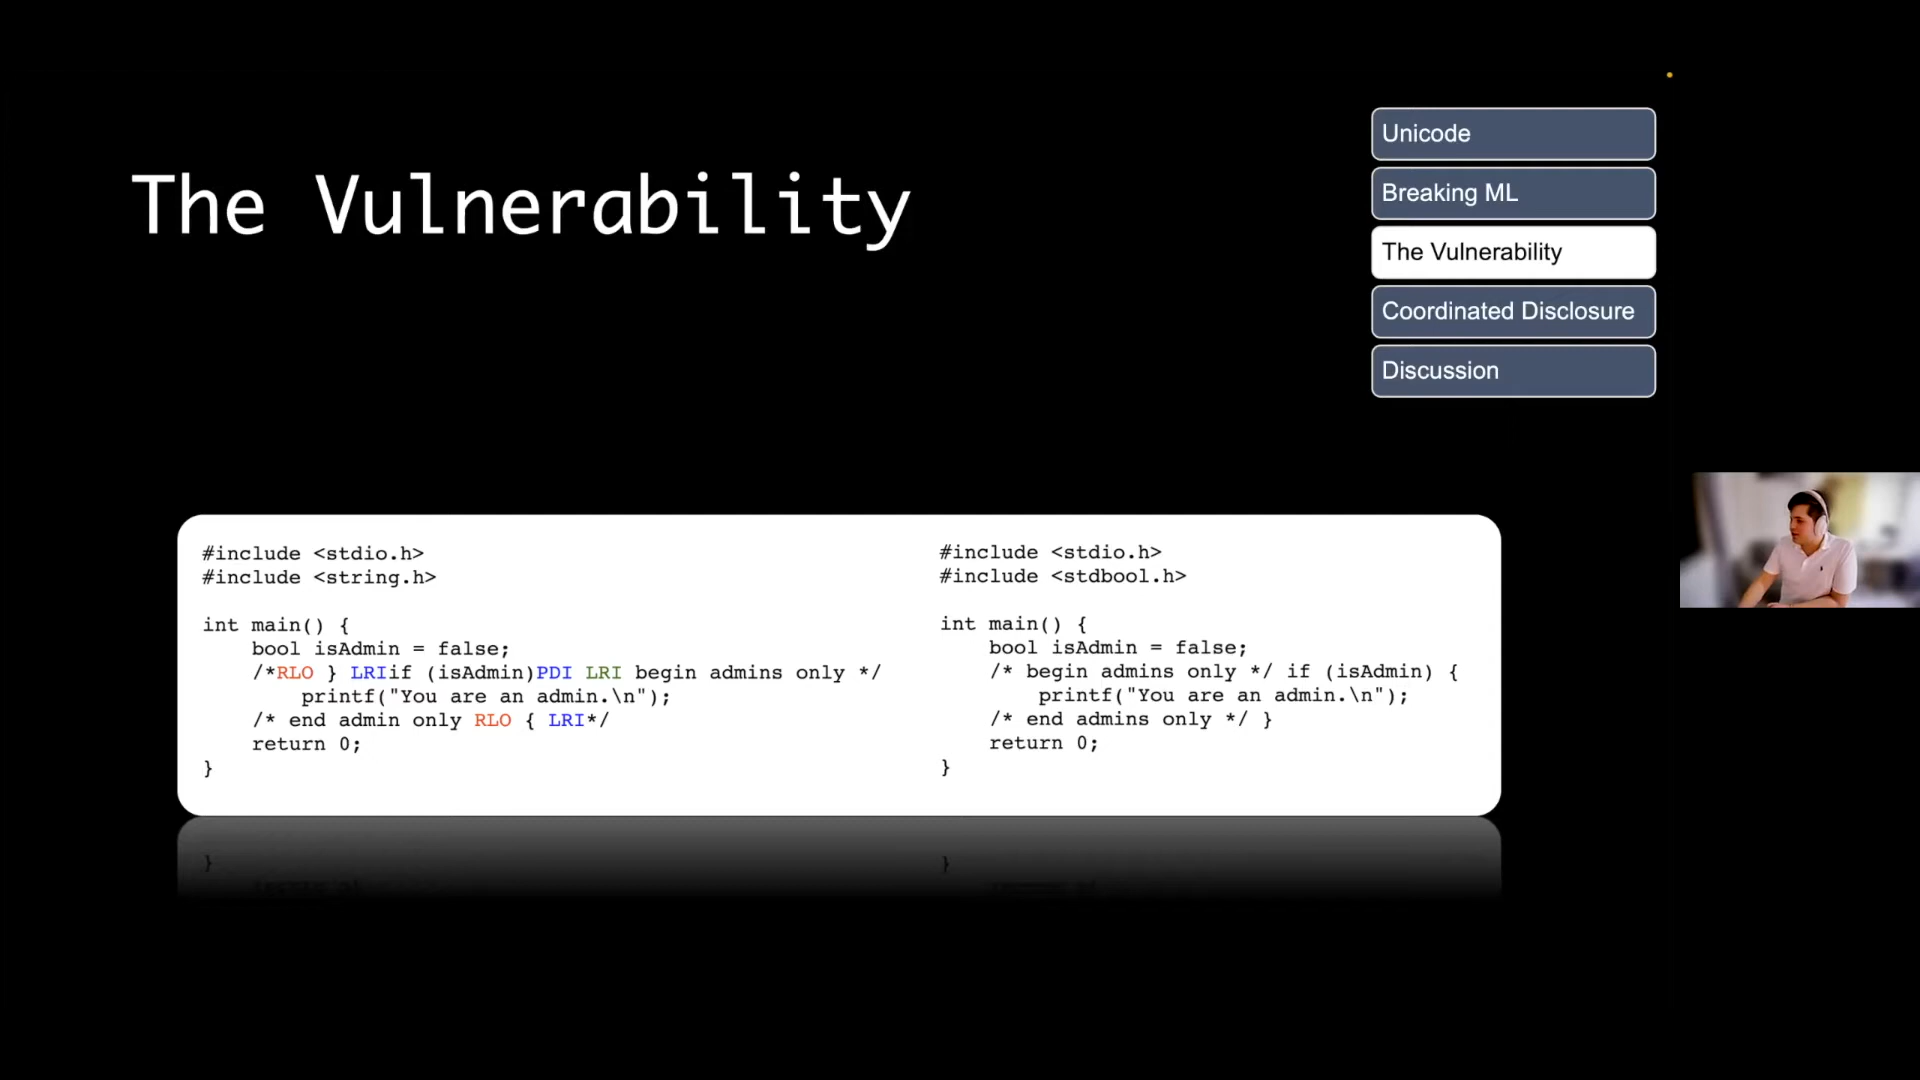 The Vulnerability
Unicode
Breaking ML
The Vulnerability
Coordinated Disclosure
Discussion
#include <stdio.h>
#include <string.h>
int main() {
bool isAdmin = false;
/*RLO } LRIif (isAdmin)PDI LRI begin admins only */
printf("You are an admin.\n");
/* end admin only RLO { LRI*/
return 0;
}
#include <stdio.h>
#include <stdbool.h>
int main() {
bool isAdmin = false;
/* begin admins only */ if (isAdmin) {
printf("You are an admin.\n");
/* end admins only */ }
return 0;
}